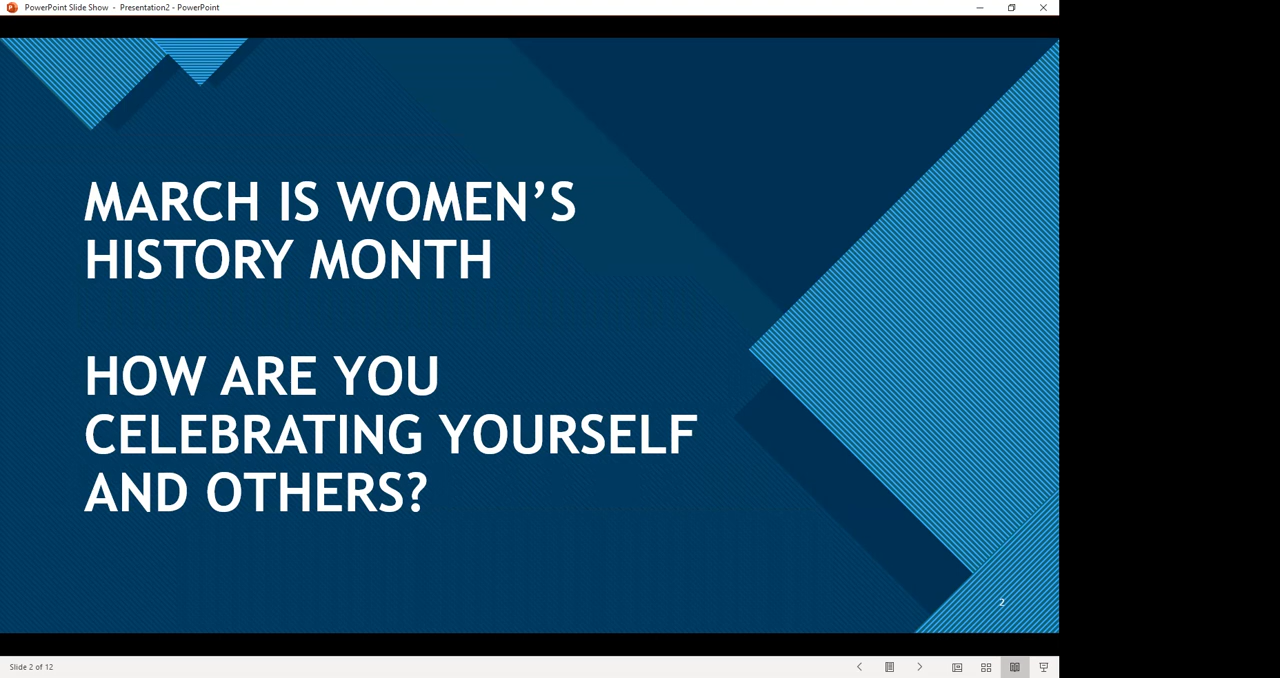 PowerPoint Slide Show - Presentation2 - PowerPoint
MARCH IS WOMEN’S
HISTORY MONTH
HOW ARE YOU
CELEBRATING YOURSELF
AND OTHERS?
2
Slide 2 of 12